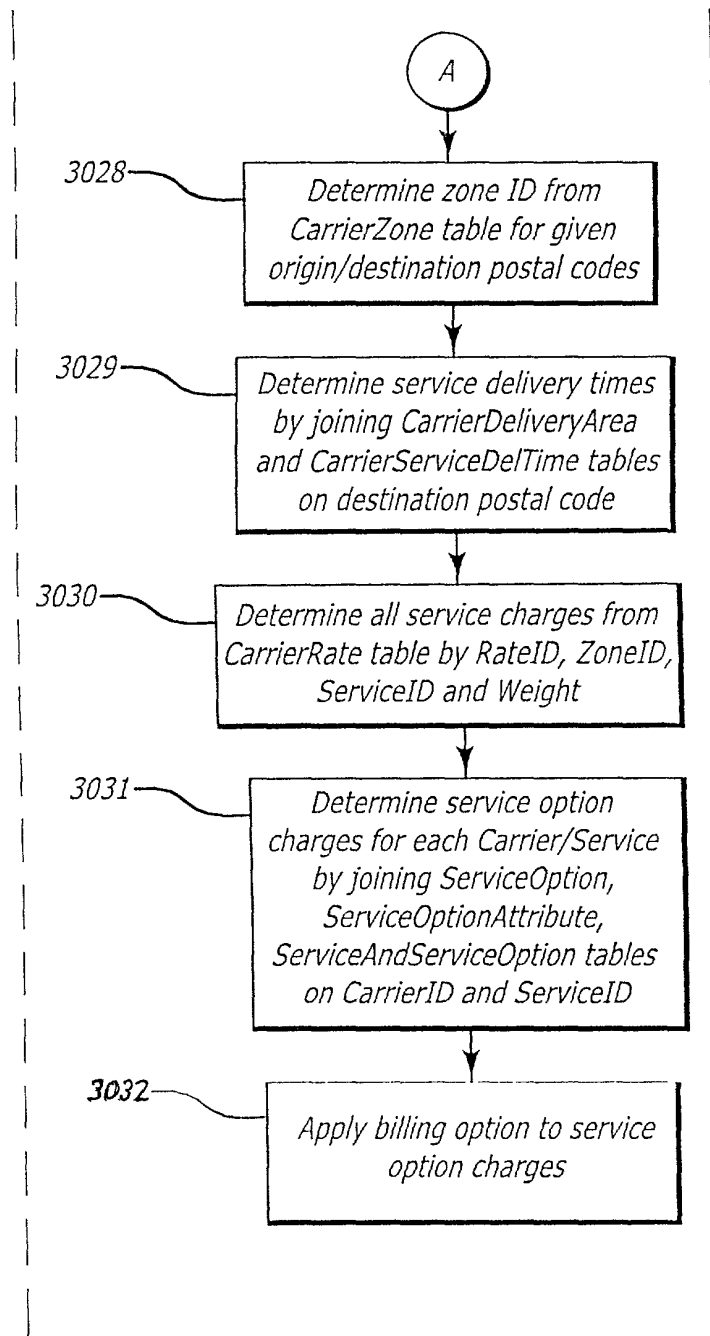 A
3028
Determine zone ID from
CarrierZone table for given
origin/destination postal codes
3029
Determine service delivery times
by joining CarrierDeliveryArea
and CarrierServiceDelTime tables
on destination postal code
3030
Determine all service charges from
CarrierRate table by RateID, ZoneID,
ServiceID and Weight
3031
Determine service option
charges for each Carrier/Service
by joining ServiceOption,
ServiceOptionAttribute,
ServiceAndServiceOption tables
on CarrierID and ServiceID
3032
Apply billing option to service
option charges